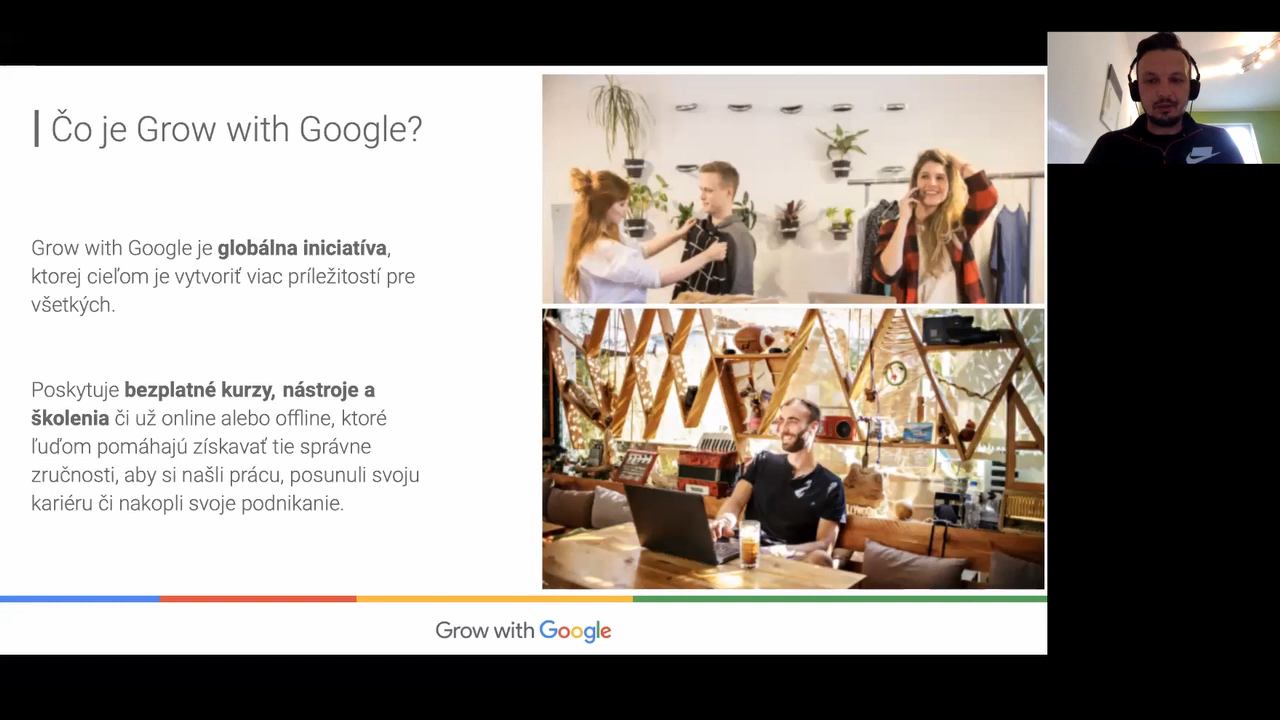 Čo je Grow with Google?
Grow with Google je globálna iniciatíva,
ktorej cieľom je vytvoriť viac príležitostí pre
všetkých.
Poskytuje bezplatné kurzy, nástroje a
školenia či už online alebo offline, ktoré
ľuďom pomáhajú získavať tie správne
zručnosti, aby si našli prácu, posunuli svoju
kariéru či nakopli svoje podnikanie.
Grow with Google